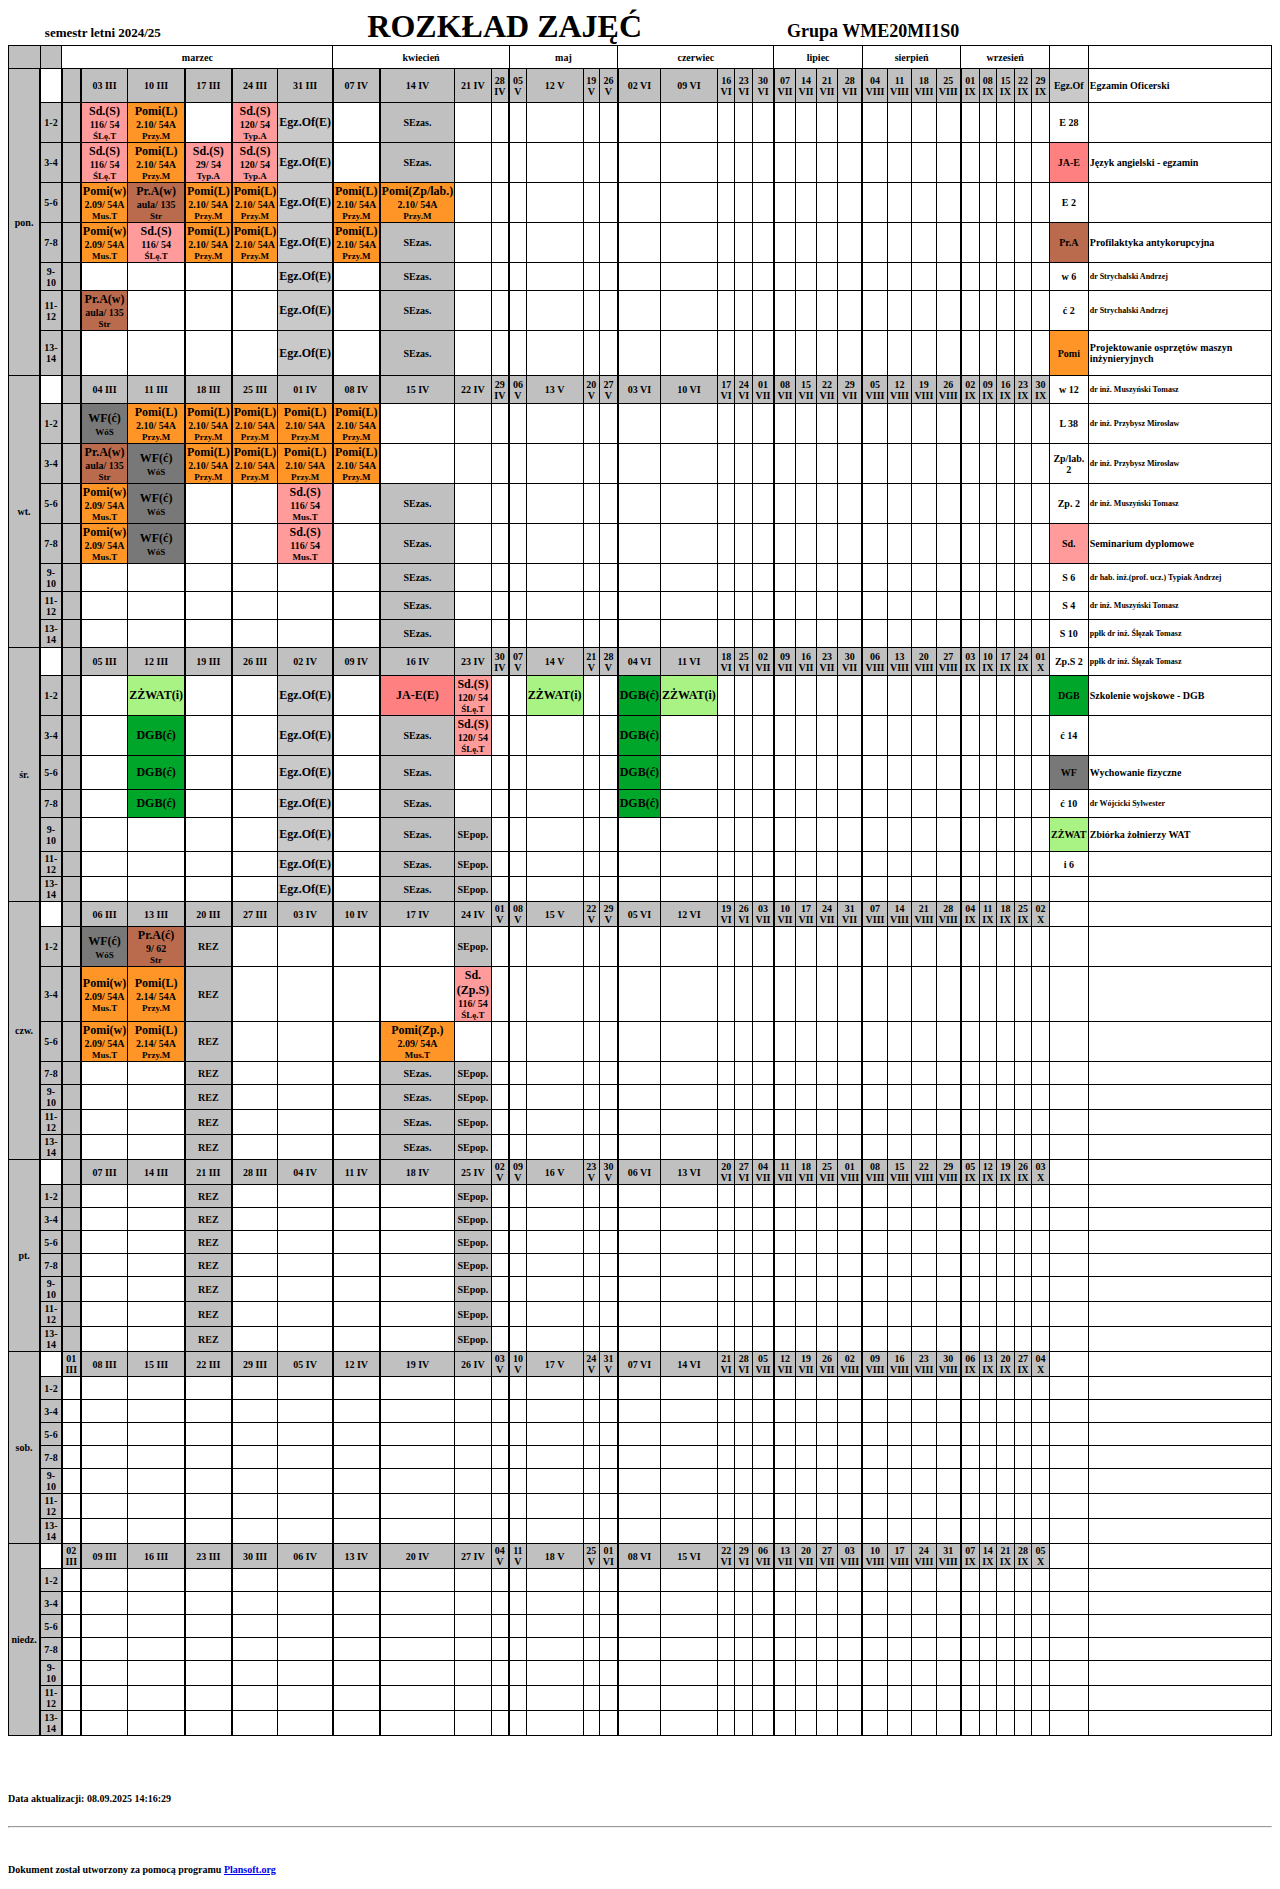 semestr letni 2024/25 ROZKŁAD ZAJĘĆ Grupa WME20MI1S0
marzec kwiecień maj czerwiec lipiec sierpień wrzesień
pon. 03 III 10 III 17 III 24 III 31 III 07 IV 14 IV 21 IV 28 IV 05 V 12 V 19 V 26 V 02 VI 09 VI 16 VI 23 VI 30 VI 07 VII 14 VII 21 VII 28 VII 04 VIII 11 VIII 18 VIII 25 VIII 01 IX 08 IX 15 IX 22 IX 29 IX Egz.Of Egzamin Oficerski
1-2 Sd.(S) 116/ 54 ŚLę.T Pomi(L) 2.10/ 54A Przy.M Sd.(S) 120/ 54 Typ.A Egz.Of(E) SEzas. E 28
3-4 Sd.(S) 116/ 54 ŚLę.T Pomi(L) 2.10/ 54A Przy.M Sd.(S) 29/ 54 Typ.A Sd.(S) 120/ 54 Typ.A Egz.Of(E) SEzas. JA-E Język angielski - egzamin
5-6 Pomi(w) 2.09/ 54A Mus.T Pr.A(w) aula/ 135 Str Pomi(L) 2.10/ 54A Przy.M Pomi(L) 2.10/ 54A Przy.M Egz.Of(E) Pomi(L) 2.10/ 54A Przy.M Pomi(Zp/lab.) 2.10/ 54A Przy.M E 2
7-8 Pomi(w) 2.09/ 54A Mus.T Sd.(S) 116/ 54 ŚLę.T Pomi(L) 2.10/ 54A Przy.M Pomi(L) 2.10/ 54A Przy.M Egz.Of(E) Pomi(L) 2.10/ 54A Przy.M SEzas. Pr.A Profilaktyka antykorupcyjna
9-10 Egz.Of(E) SEzas. w 6 dr Strychalski Andrzej
11-12 Pr.A(w) aula/ 135 Str Egz.Of(E) SEzas. ć 2 dr Strychalski Andrzej
13-14 Egz.Of(E) SEzas. Pomi Projektowanie osprzętów maszyn inżynieryjnych
wt. 04 III 11 III 18 III 25 III 01 IV 08 IV 15 IV 22 IV 29 IV 06 V 13 V 20 V 27 V 03 VI 10 VI 17 VI 24 VI 01 VII 08 VII 15 VII 22 VII 29 VII 05 VIII 12 VIII 19 VIII 26 VIII 02 IX 09 IX 16 IX 23 IX 30 IX w 12 dr inż. Muszyński Tomasz
1-2 WF(ć) WóS Pomi(L) 2.10/ 54A Przy.M Pomi(L) 2.10/ 54A Przy.M Pomi(L) 2.10/ 54A Przy.M Pomi(L) 2.10/ 54A Przy.M Pomi(L) 2.10/ 54A Przy.M L 38 dr inż. Przybysz Mirosław
3-4 Pr.A(w) aula/ 135 Str WF(ć) WóS Pomi(L) 2.10/ 54A Przy.M Pomi(L) 2.10/ 54A Przy.M Pomi(L) 2.10/ 54A Przy.M Pomi(L) 2.10/ 54A Przy.M Zp/lab. 2 dr inż. Przybysz Mirosław
5-6 Pomi(w) 2.09/ 54A Mus.T WF(ć) WóS Sd.(S) 116/ 54 Mus.T SEzas. Zp. 2 dr inż. Muszyński Tomasz
7-8 Pomi(w) 2.09/ 54A Mus.T WF(ć) WóS Sd.(S) 116/ 54 Mus.T SEzas. Sd. Seminarium dyplomowe
9-10 SEzas. S 6 dr hab. inż.(prof. ucz.) Typiak Andrzej
11-12 SEzas. S 4 dr inż. Muszyński Tomasz
13-14 SEzas. S 10 ppłk dr inż. Ślęzak Tomasz
śr. 05 III 12 III 19 III 26 III 02 IV 09 IV 16 IV 23 IV 30 IV 07 V 14 V 21 V 28 V 04 VI 11 VI 18 VI 25 VI 02 VII 09 VII 16 VII 23 VII 30 VII 06 VIII 13 VIII 20 VIII 27 VIII 03 IX 10 IX 17 IX 24 IX 01 X Zp.S 2 ppłk dr inż. Ślęzak Tomasz
1-2 ZŻWAT(i) Egz.Of(E) JA-E(E) Sd.(S) 120/ 54 ŚLę.T ZŻWAT(i) DGB(ć) ZŻWAT(i) DGB Szkolenie wojskowe - DGB
3-4 DGB(ć) Egz.Of(E) SEzas. Sd.(S) 120/ 54 ŚLę.T DGB(ć) ć 14
5-6 DGB(ć) Egz.Of(E) SEzas. DGB(ć) WF Wychowanie fizyczne
7-8 DGB(ć) Egz.Of(E) SEzas. DGB(ć) ć 10 dr Wójcicki Sylwester
9-10 Egz.Of(E) SEzas. SEpop. ZŻWAT Zbiórka żołnierzy WAT
11-12 Egz.Of(E) SEzas. SEpop. i 6
13-14 Egz.Of(E) SEzas. SEpop.
czw. 06 III 13 III 20 III 27 III 03 IV 10 IV 17 IV 24 IV 01 V 08 V 15 V 22 V 29 V 05 VI 12 VI 19 VI 26 VI 03 VII 10 VII 17 VII 24 VII 31 VII 07 VIII 14 VIII 21 VIII 28 VIII 04 IX 11 IX 18 IX 25 IX 02 X
1-2 WF(ć) WóS Pr.A(ć) 9/ 62 Str REZ SEpop.
3-4 Pomi(w) 2.09/ 54A Mus.T Pomi(L) 2.14/ 54A Przy.M REZ Sd.(Zp.S) 116/ 54 ŚLę.T
5-6 Pomi(w) 2.09/ 54A Mus.T Pomi(L) 2.14/ 54A Przy.M REZ Pomi(Zp.) 2.09/ 54A Mus.T
7-8 REZ SEzas. SEpop.
9-10 REZ SEzas. SEpop.
11-12 REZ SEzas. SEpop.
13-14 REZ SEzas. SEpop.
pt. 07 III 14 III 21 III 28 III 04 IV 11 IV 18 IV 25 IV 02 V 09 V 16 V 23 V 30 V 06 VI 13 VI 20 VI 27 VI 04 VII 11 VII 18 VII 25 VII 01 VIII 08 VIII 15 VIII 22 VIII 29 VIII 05 IX 12 IX 19 IX 26 IX 03 X
1-2 REZ SEpop.
3-4 REZ SEpop.
5-6 REZ SEpop.
7-8 REZ SEpop.
9-10 REZ SEpop.
11-12 REZ SEpop.
13-14 REZ SEpop.
sob. 01 III 08 III 15 III 22 III 29 III 05 IV 12 IV 19 IV 26 IV 03 V 10 V 17 V 24 V 31 V 07 VI 14 VI 21 VI 28 VI 05 VII 12 VII 19 VII 26 VII 02 VIII 09 VIII 16 VIII 23 VIII 30 VIII 06 IX 13 IX 20 IX 27 IX 04 X
1-2
3-4
5-6
7-8
9-10
11-12
13-14
niedz. 02 III 09 III 16 III 23 III 30 III 06 IV 13 IV 20 IV 27 IV 04 V 11 V 18 V 25 V 01 VI 08 VI 15 VI 22 VI 29 VI 06 VII 13 VII 20 VII 27 VII 03 VIII 10 VIII 17 VIII 24 VIII 31 VIII 07 IX 14 IX 21 IX 28 IX 05 X
1-2
3-4
5-6
7-8
9-10
11-12
13-14
Data aktualizacji: 08.09.2025 14:16:29
Dokument został utworzony za pomocą programu Plansoft.org